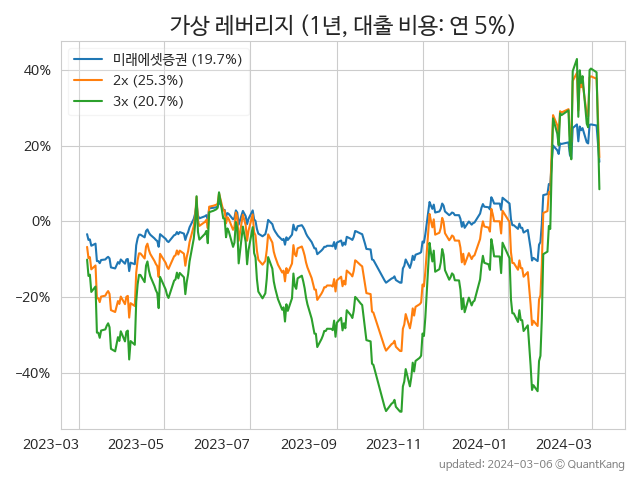 가상 레버리지 (1년, 대출 비용: 연 5%)
미래에셋증권 (19.7%)
2x (25.3%)
3x (20.7%)
40%
20%
0%
−20%
−40%
2023-03 2023-05 2023-07 2023-09 2023-11 2024-01 2024-03
updated: 2024-03-06 © QuantKang